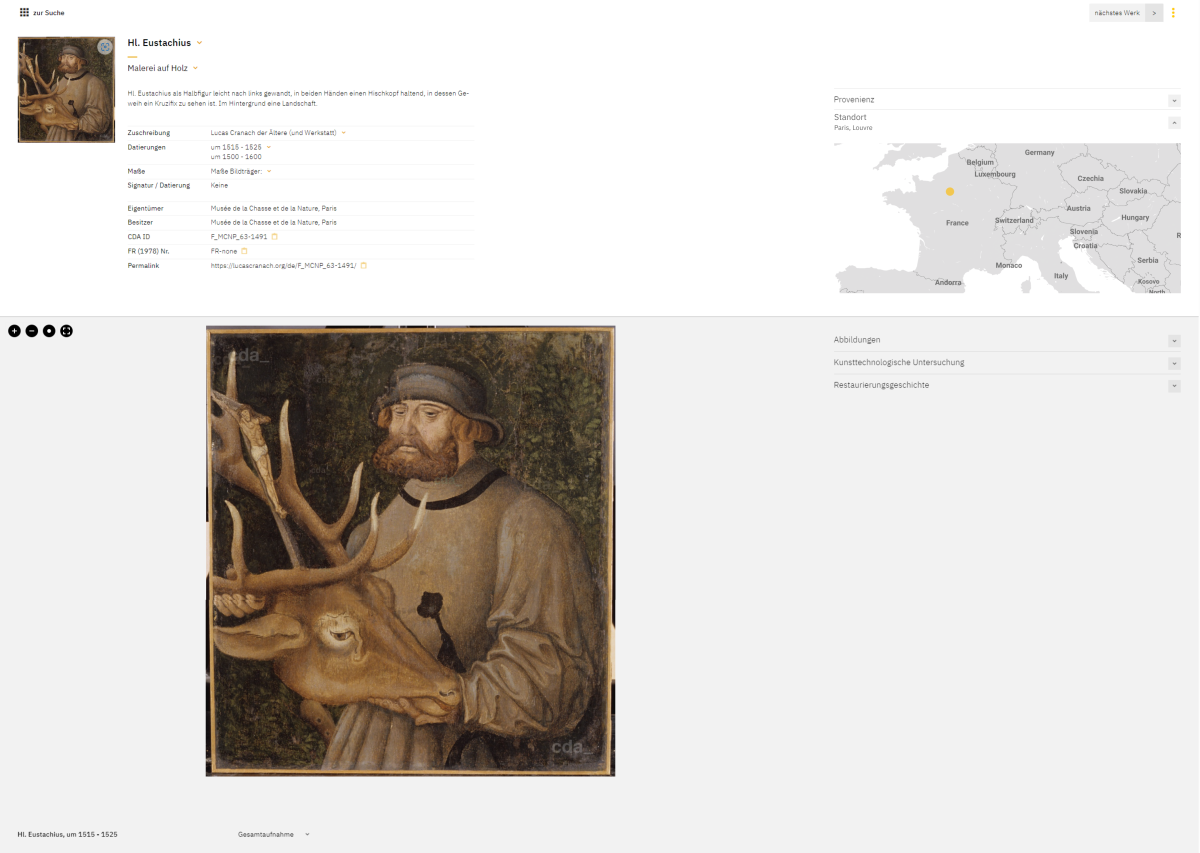 zur Suche
nächstes Werk >
Hl. Eustachius
Malerei auf Holz
Hl. Eustachius als Halbfigur leicht nach links gewandt, in beiden Händen einen Hischkopf haltend, in dessen Ge-
weih ein Kruzifix zu sehen ist. Im Hintergrund eine Landschaft.
Zuschreibung Lucas Cranach der Ältere (und Werkstatt)
Datierungen um 1515 - 1525
um 1500 - 1600
Maße Maße Bildträger:
Signatur / Datierung Keine
Eigentümer Musée de la Chasse et de la Nature, Paris
Besitzer Musée de la Chasse et de la Nature, Paris
CDA ID F_MCNP_63-1491
FR (1978) Nr. FR-none
Permalink https://lucascranach.org/de/F_MCNP_63-1491/
Provenienz
Standort
Paris, Louvre
Germany
Belgium
Luxembourg
Czechia
Slovakia
Austria
France
Switzerland
Hungary
Slovenia
R
Croatia
Serbia
Monaco
Italy
Kosovo
Andorra
North
cda_
cda_
Abbildungen
Kunsttechnologische Untersuchung
Restaurierungsgeschichte
Hl. Eustachius, um 1515 - 1525
Gesamtaufnahme